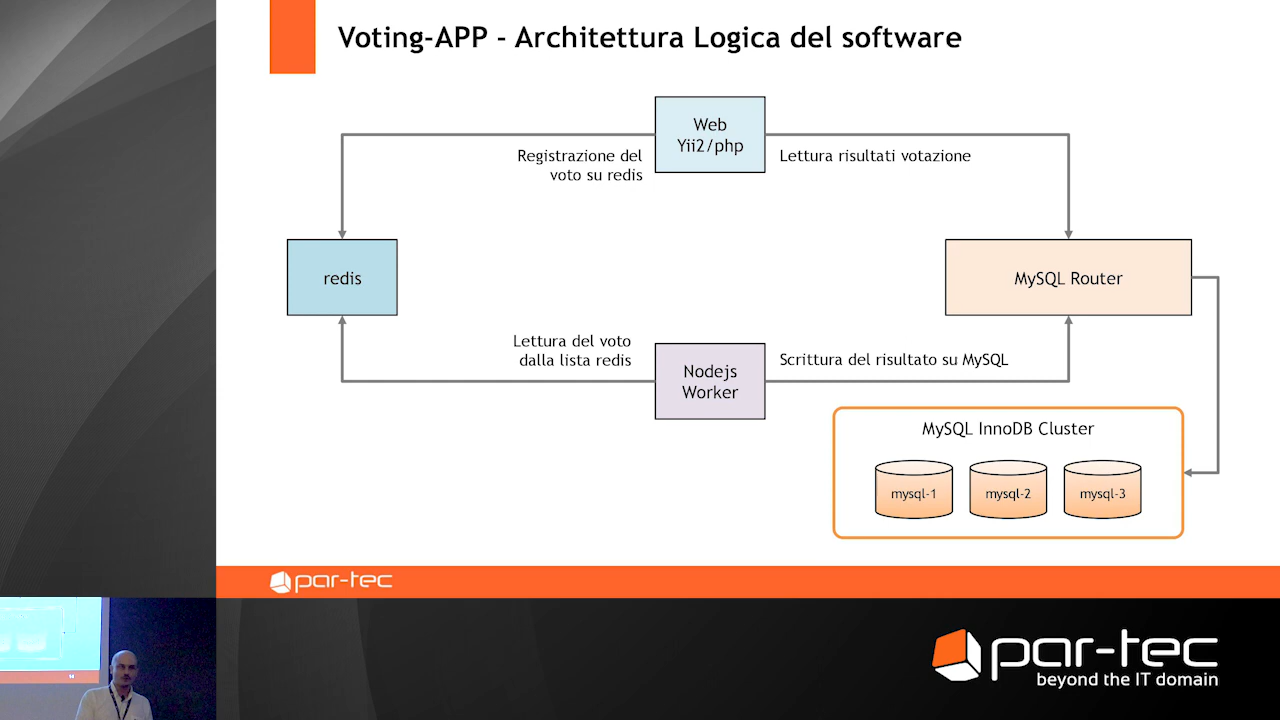 Voting-APP - Architettura Logica del software
Web
Yii2/php
Registrazione del
voto su redis
Lettura risultati votazione
redis
MySQL Router
Lettura del voto
dalla lista redis
Nodejs
Worker
Scrittura del risultato su MySQL
MySQL InnoDB Cluster
mysql-1
mysql-2
mysql-3
par-tec
par-tec
beyond the IT domain